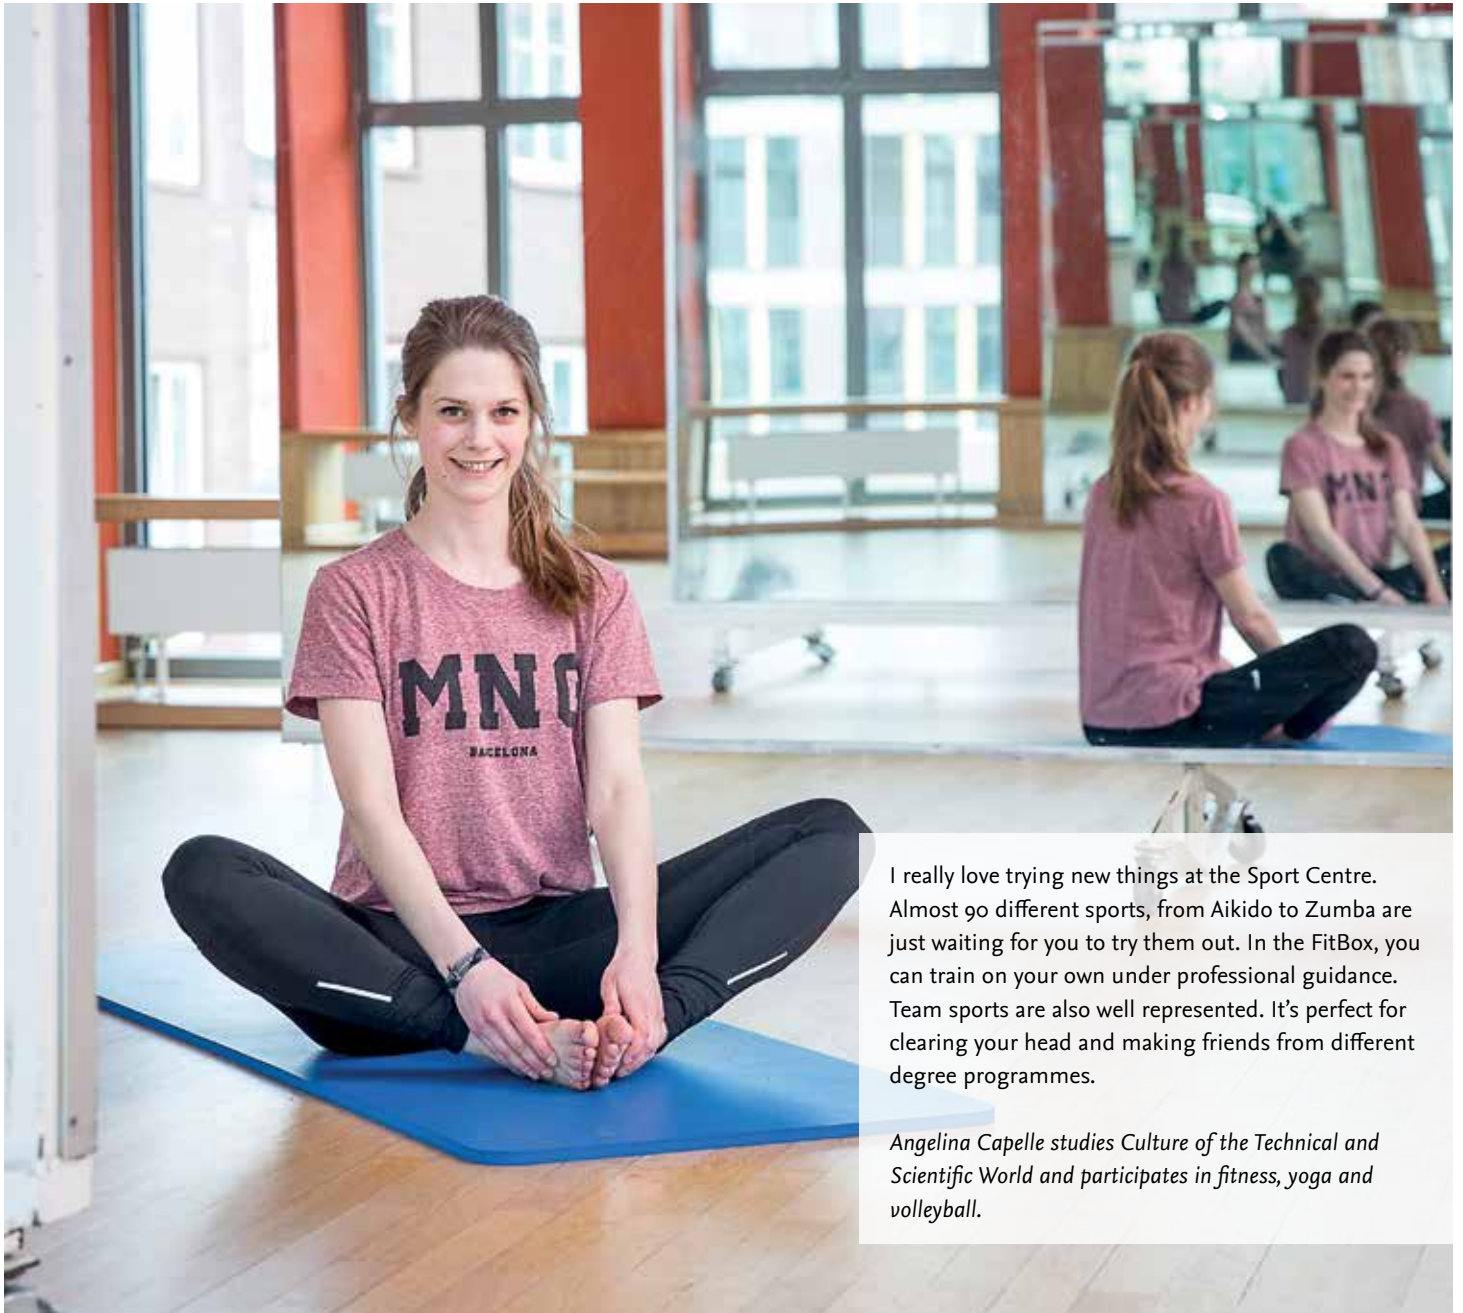 MNG
BACELONA
MNG
I really love trying new things at the Sport Centre.
Almost 90 different sports, from Aikido to Zumba are
just waiting for you to try them out. In the FitBox, you
can train on your own under professional guidance.
Team sports are also well represented. It’s perfect for
clearing your head and making friends from different
degree programmes.
Angelina Capelle studies Culture of the Technical and
Scientific World and participates in fitness, yoga and
volleyball.